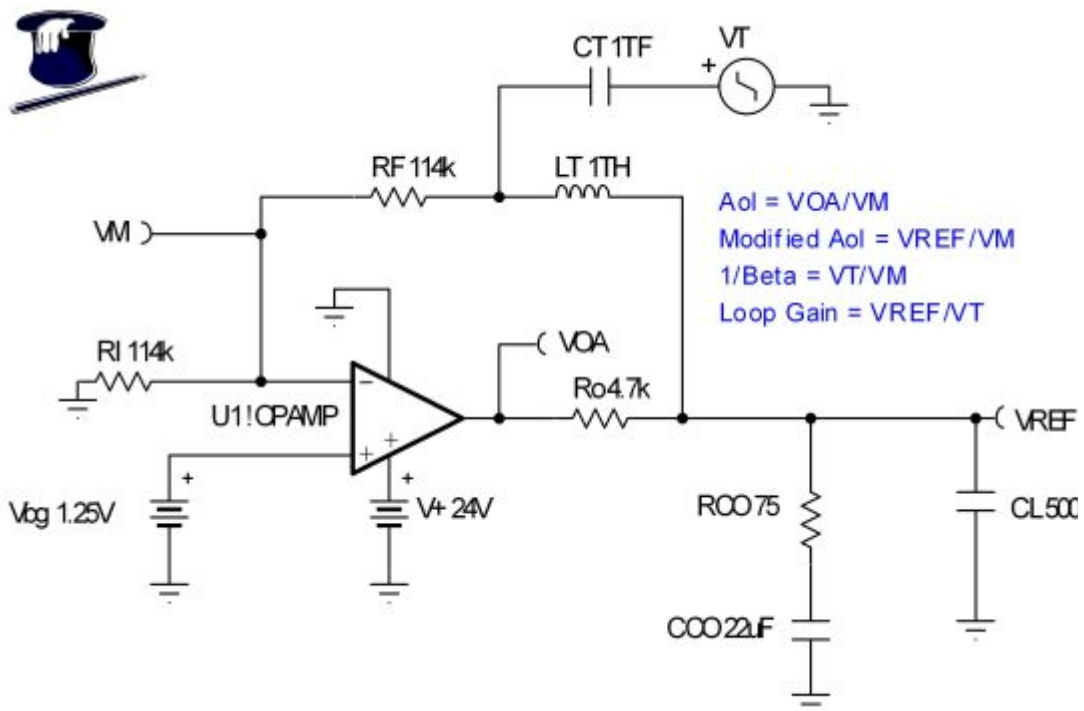 CT 1TF
VT
+
RF 114k
LT 1TH
Aol = VOA/VM
VM
Modified Aol = VREF/VM
1/Beta = VT/VM
Loop Gain = VREF/VT
RI 114k
VOA
Ro 4.7k
U1 !OPAMP
VREF
Vbg 1.25V
+
V+ 24V
+
RCO 75
CL 500
CCO 22uF